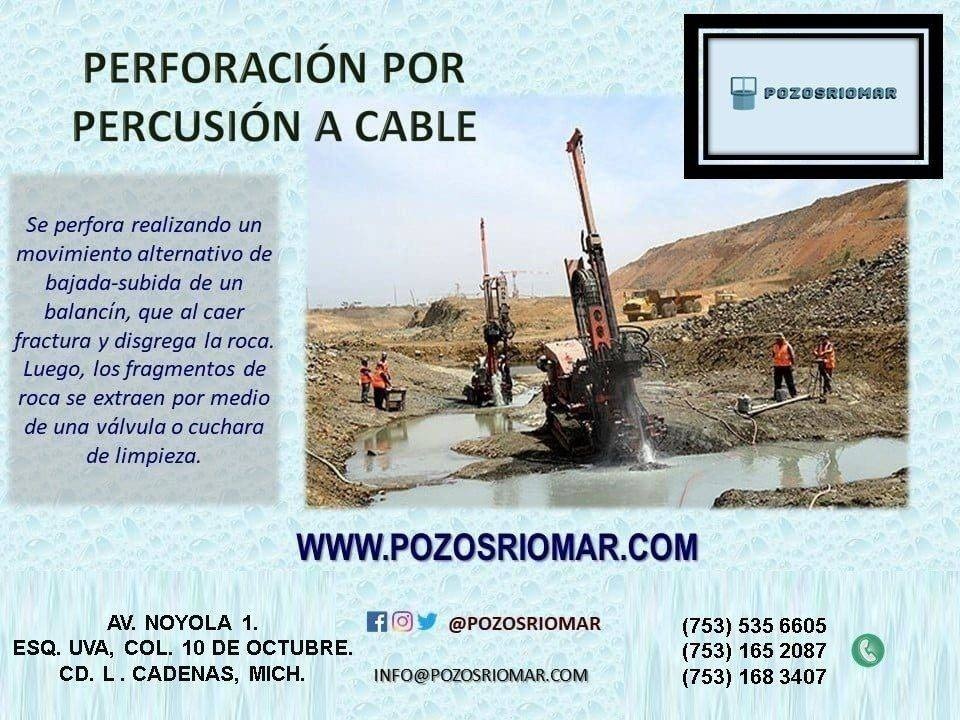 PERFORACIÓN POR
PERCUSIÓN A CABLE
POZOSRIOMAR
Se perfora realizando un
movimiento alternativo de
bajada-subida de un
balancín, que al caer
fractura y disgrega la roca.
Luego, los fragmentos de
roca se extraen por medio
de una válvula o cuchara
de limpieza.
WWW.POZOSRIOMAR.COM
AV. NOYOLA 1.
ESQ. UVA, COL. 10 DE OCTUBRE.
CD. L . CADENAS, MICH.
@POZOSRIOMAR
INFO@POZOSRIOMAR.COM
(753) 535 6605
(753) 165 2087
(753) 168 3407